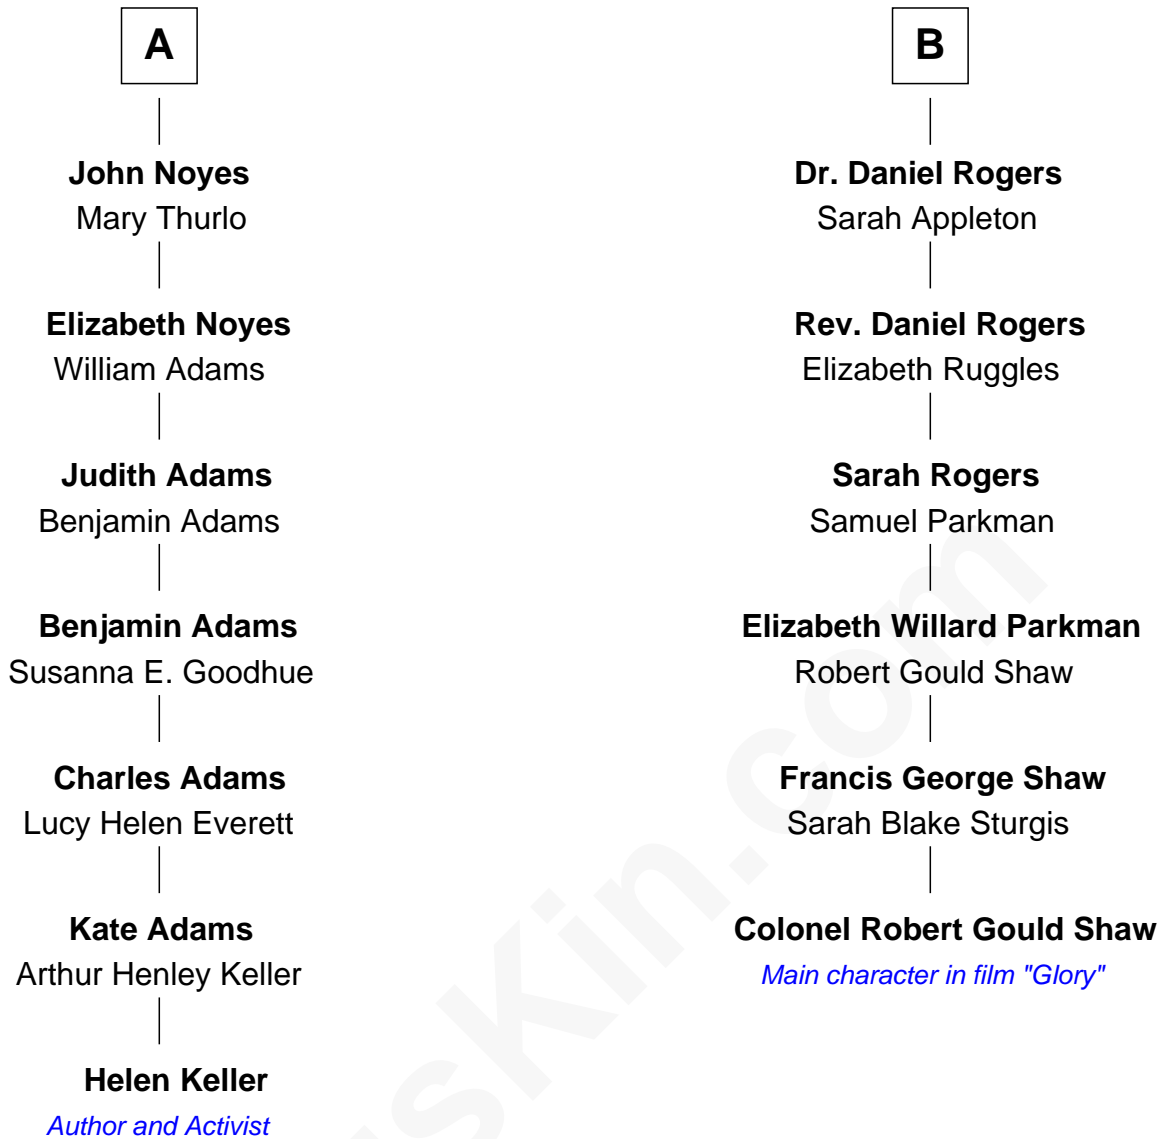 A
John Noyes
Mary Thurlo
Elizabeth Noyes
William Adams
Judith Adams
Benjamin Adams
Benjamin Adams
Susanna E. Goodhue
Charles Adams
Lucy Helen Everett
Kate Adams
Arthur Henley Keller
Helen Keller
Author and Activist
B
Dr. Daniel Rogers
Sarah Appleton
Rev. Daniel Rogers
Elizabeth Ruggles
Sarah Rogers
Samuel Parkman
Elizabeth Willard Parkman
Robert Gould Shaw
Francis George Shaw
Sarah Blake Sturgis
Colonel Robert Gould Shaw
Main character in film "Glory"
sKin.com